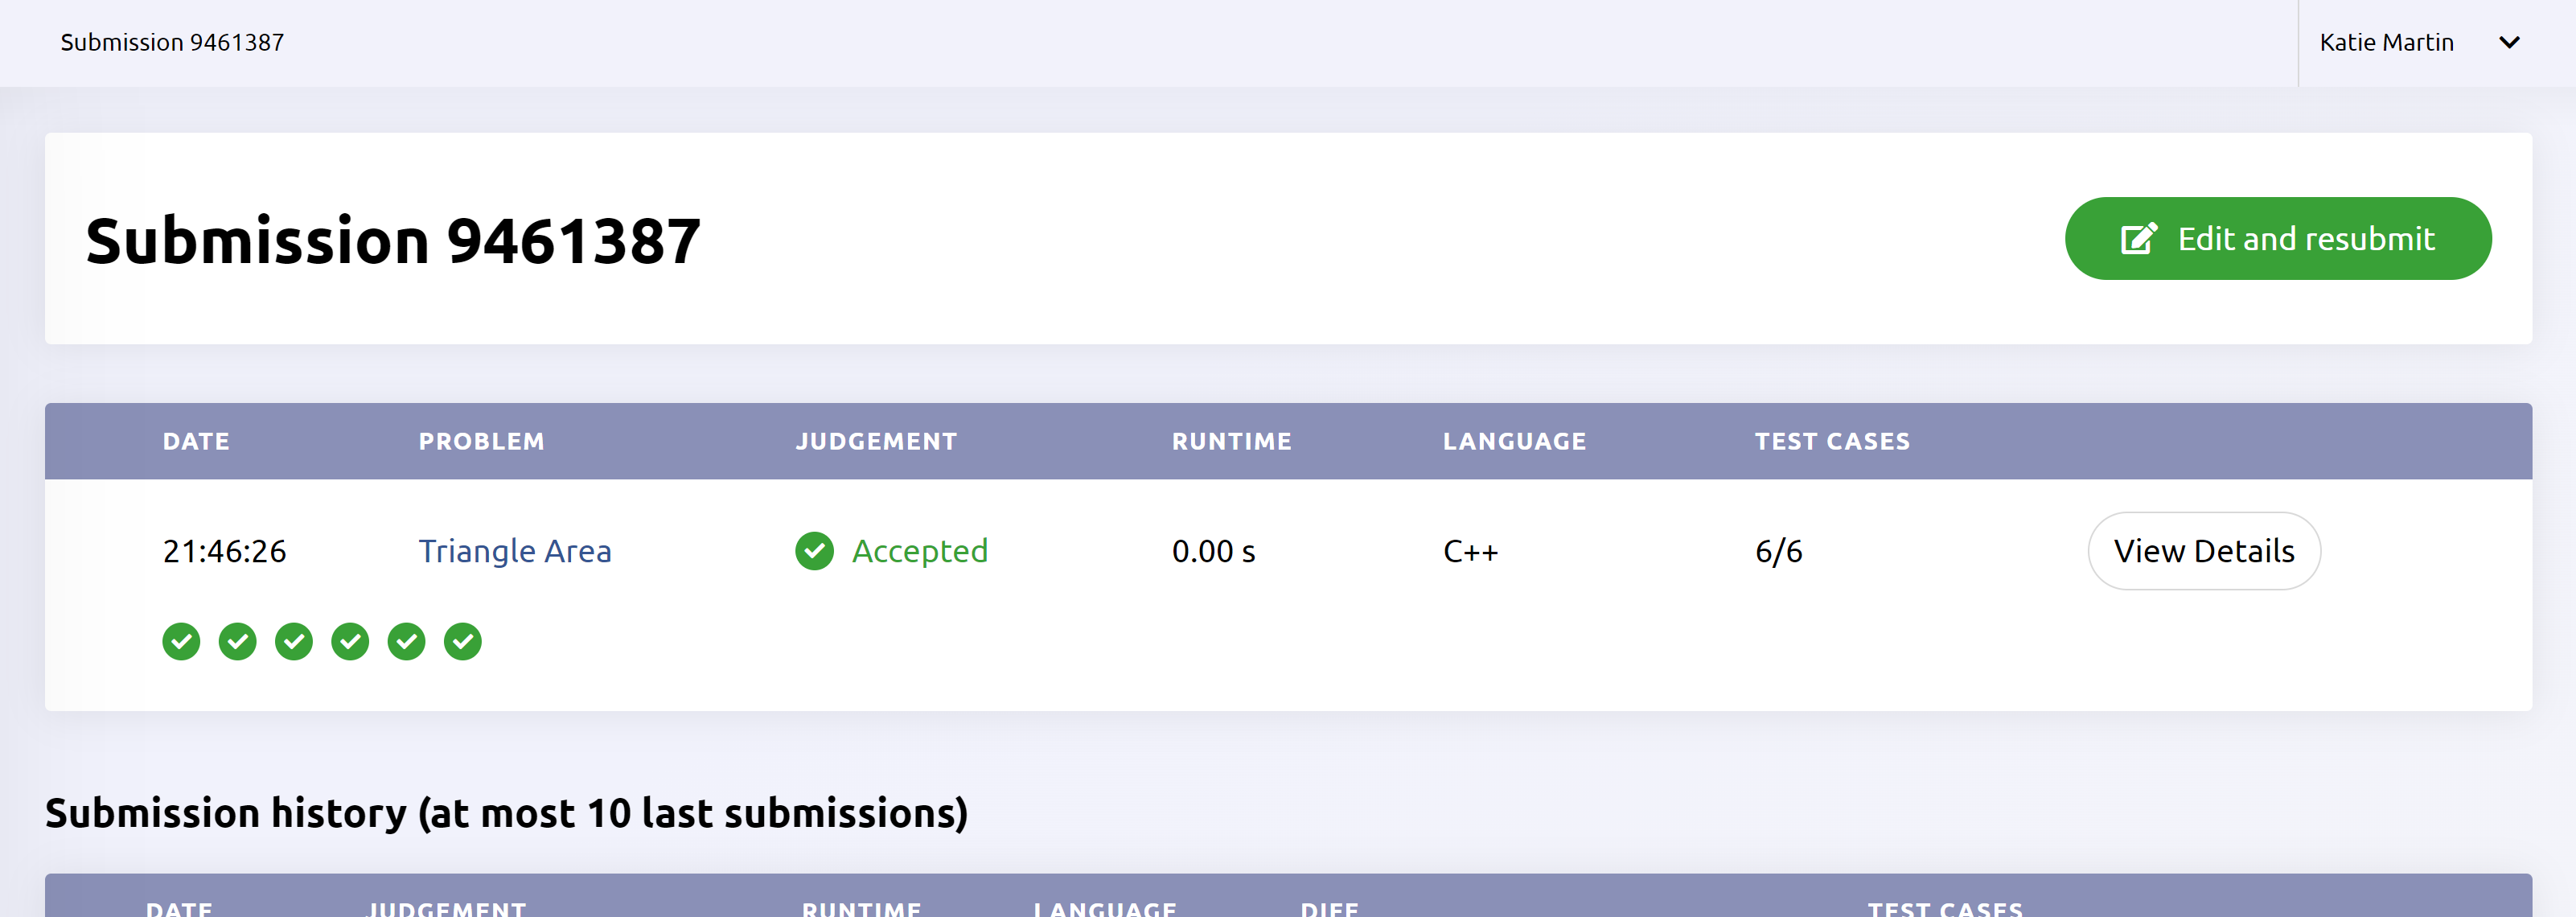 Submission 9461387
Katie Martin
Submission 9461387
Edit and resubmit
DATE PROBLEM JUDGEMENT RUNTIME LANGUAGE TEST CASES
21:46:26 Triangle Area Accepted 0.00 s C++ 6/6 View Details
Submission history (at most 10 last submissions)
DATE JUDGEMENT RUNTIME LANGUAGE DIFF TEST CASES